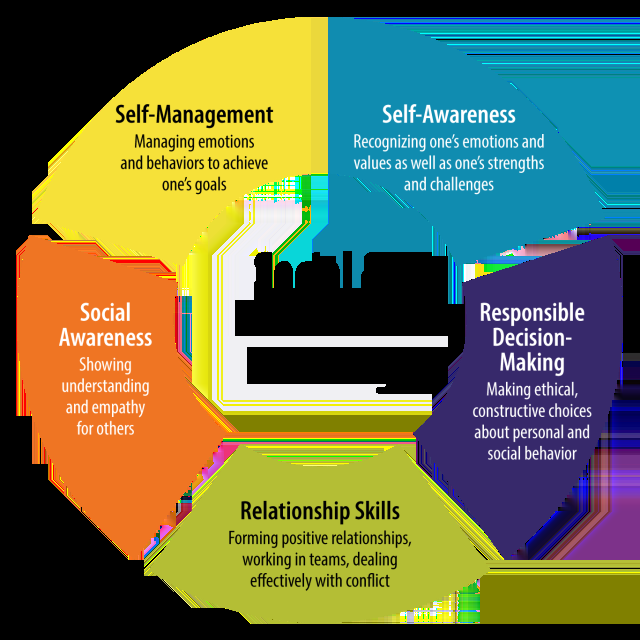 Self-Management
Managing emotions
and behaviors to achieve
one's goals
Self-Awareness
Recognizing one's emotions and
values as well as one's strengths
and challenges
Social
Awareness
Showing
understanding
and empathy
for others
Responsible
Decision-
Making
Making ethical,
constructive choices
about personal and
social behavior
Relationship Skills
Forming positive relationships,
working in teams, dealing
effectively with conflict